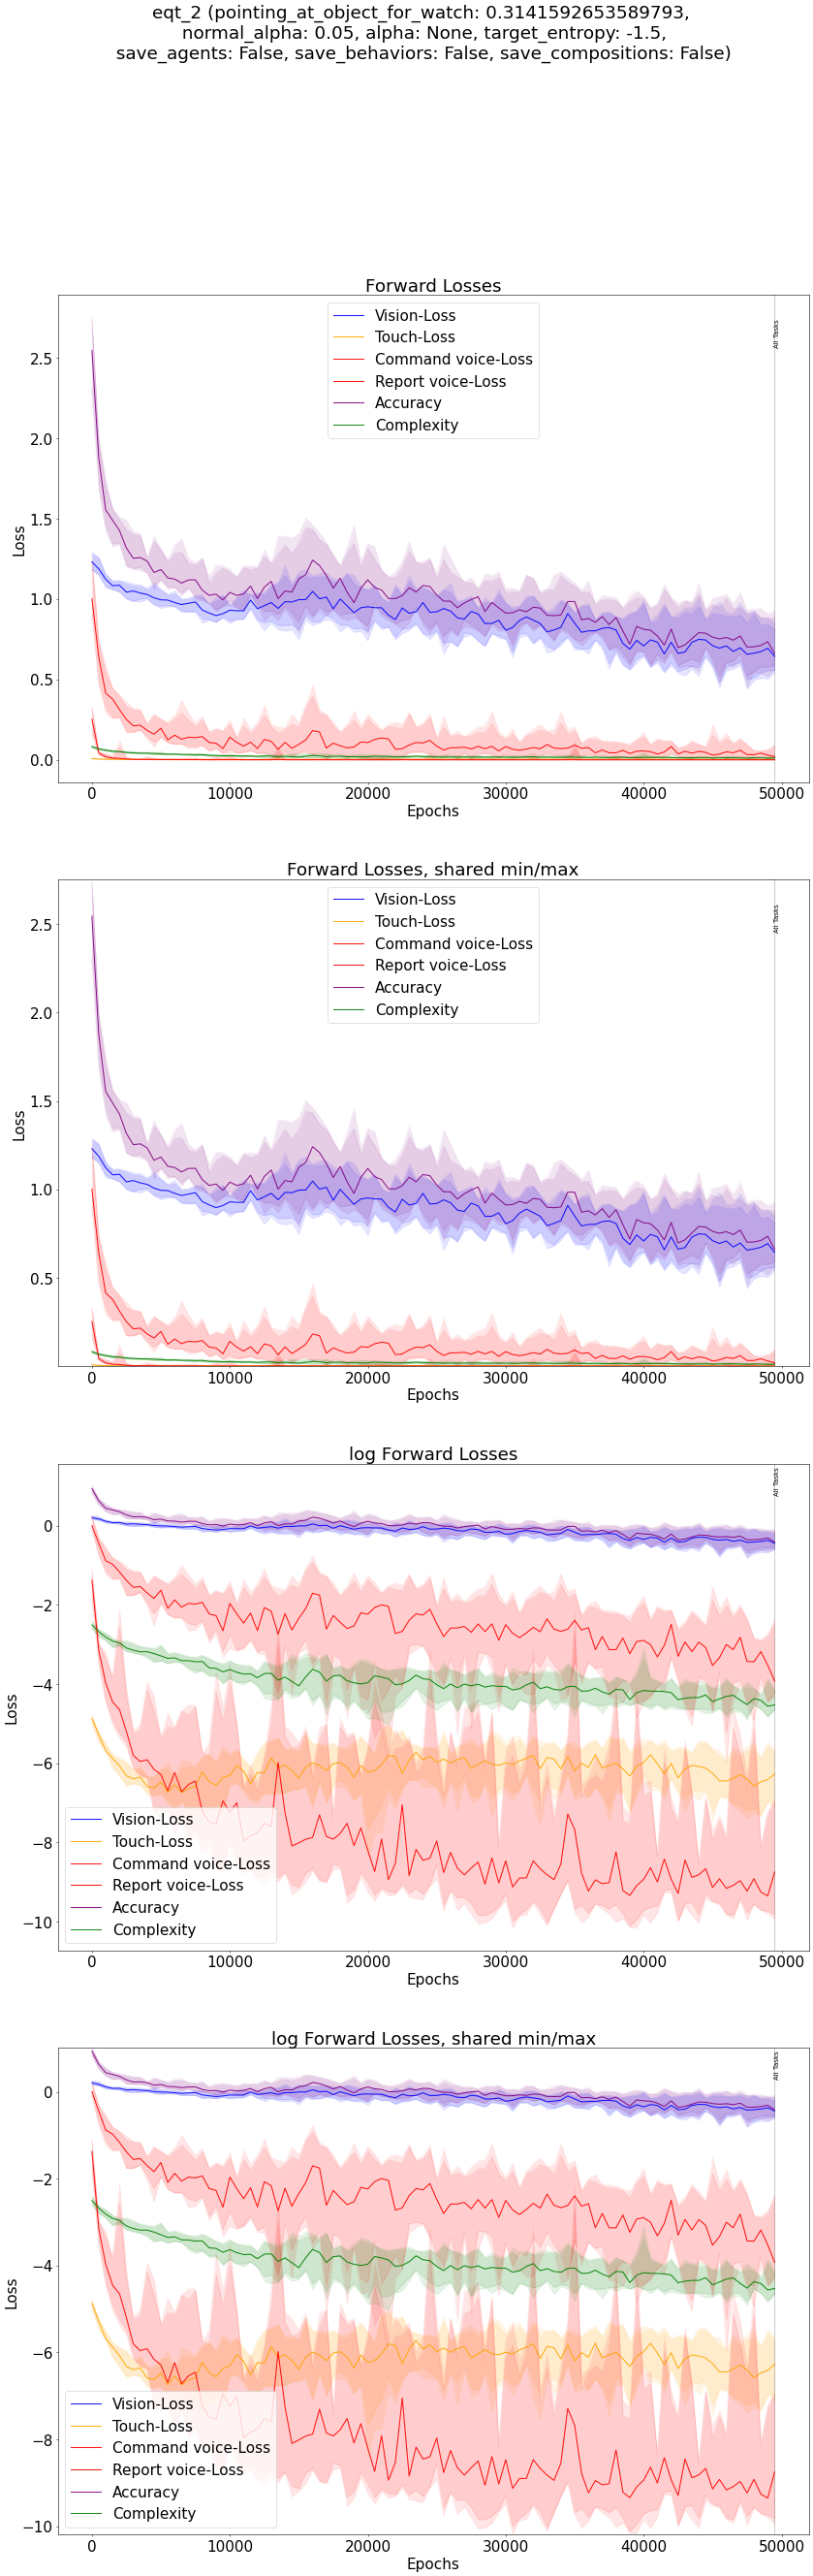 eqt_2 (pointing_at_object_for_watch: 0.3141592653589793,
normal_alpha: 0.05, alpha: None, target_entropy: -1.5,
save_agents: False, save_behaviors: False, save_compositions: False)
Forward Losses
Vision-Loss
Touch-Loss
Command voice-Loss
Report voice-Loss
Accuracy
Complexity
All Tasks
2.5
2.0
1.5
1.0
0.5
0.0
Loss
0 10000 20000 30000 40000 50000
Epochs
Forward Losses, shared min/max
Vision-Loss
Touch-Loss
Command voice-Loss
Report voice-Loss
Accuracy
Complexity
All Tasks
2.5
2.0
1.5
1.0
0.5
Loss
0 10000 20000 30000 40000 50000
Epochs
log Forward Losses
All Tasks
0
−2
−4
−6
−8
−10
Loss
Vision-Loss
Touch-Loss
Command voice-Loss
Report voice-Loss
Accuracy
Complexity
0 10000 20000 30000 40000 50000
Epochs
log Forward Losses, shared min/max
All Tasks
0
−2
−4
−6
−8
−10
Loss
Vision-Loss
Touch-Loss
Command voice-Loss
Report voice-Loss
Accuracy
Complexity
0 10000 20000 30000 40000 50000
Epochs